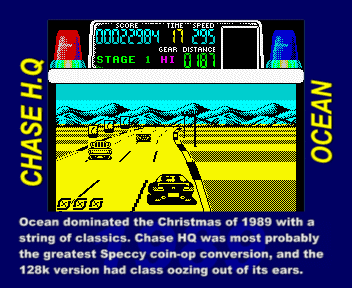 SCORE TIME SPEED
00022984 17 295
GEAR DISTANCE
STAGE 1 HI 0187
CHASE H.Q
OCEAN
Ocean dominated the Christmas of 1989 with a
string of classics. Chase HQ was most probably
the greatest Speccy coin-op conversion, and the
128k version had class oozing out of its ears.